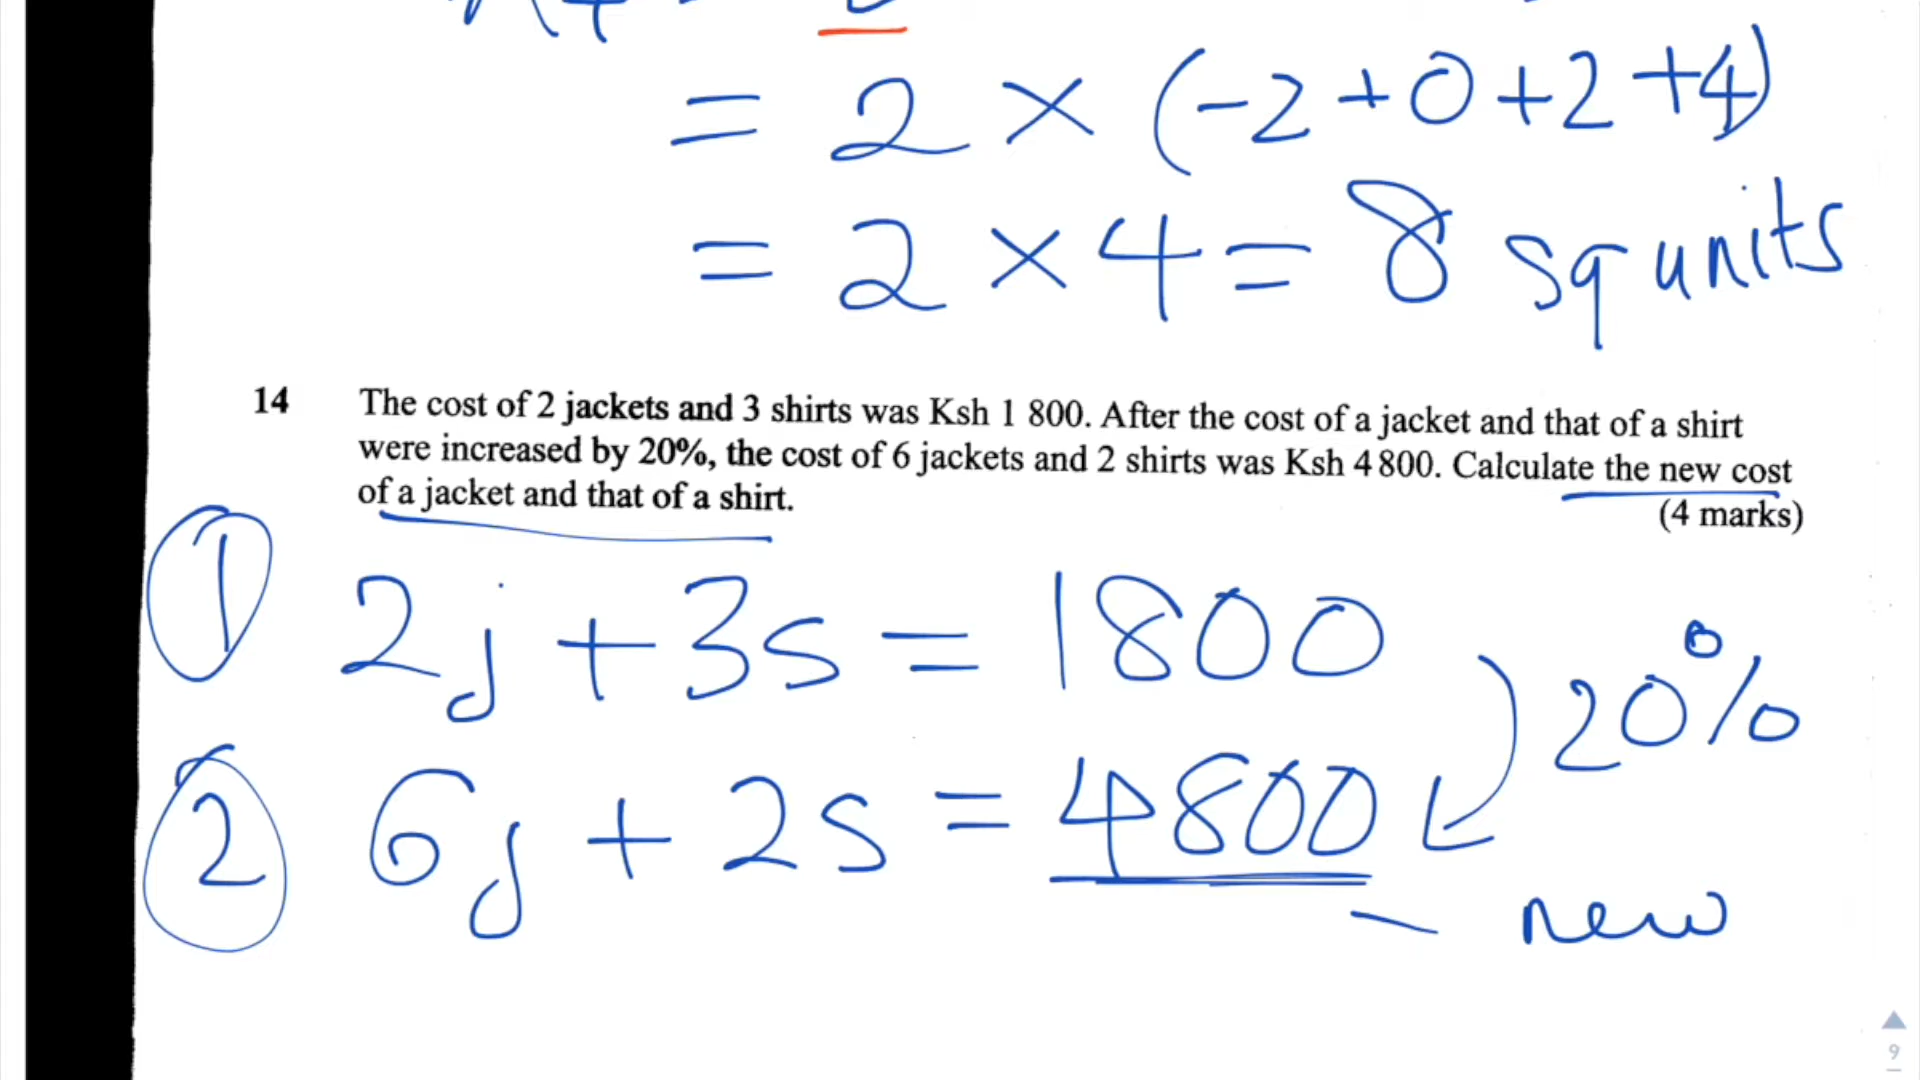 = 2 × (-2+0+2+4)
= 2 × 4 = 8 sq units
14 The cost of 2 jackets and 3 shirts was Ksh 1 800. After the cost of a jacket and that of a shirt
were increased by 20%, the cost of 6 jackets and 2 shirts was Ksh 4 800. Calculate the new cost
of a jacket and that of a shirt.
(4 marks)
1 2j + 3s = 1800
20%
2 6j + 2s = 4800
- new
9